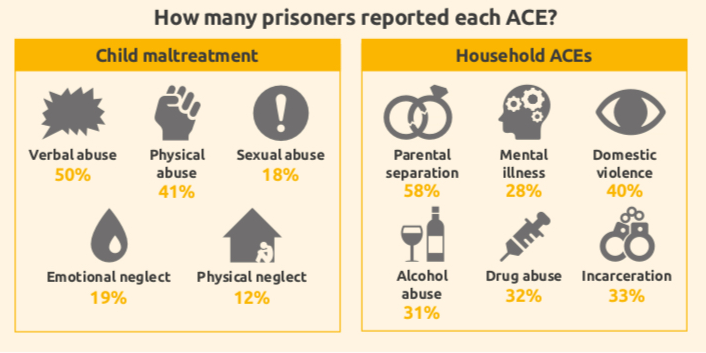 How many prisoners reported each ACE?
Child maltreatment
Verbal abuse
50%
Physical
abuse
41%
Sexual abuse
18%
Emotional neglect
19%
Physical neglect
12%
Household ACEs
Parental
separation
58%
Mental
illness
28%
Domestic
violence
40%
Alcohol
abuse
31%
Drug abuse
32%
Incarceration
33%